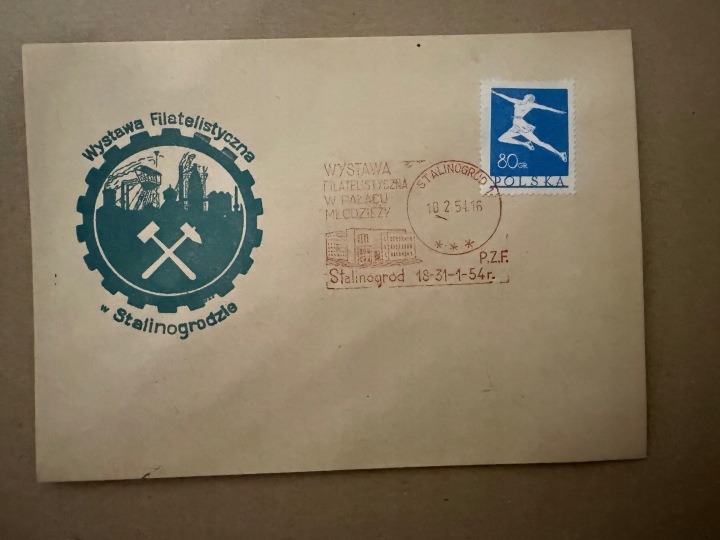 Wystawa Filatelistyczna
w Stalinogrodzie
WYSTAWA
FILATELISTYCZNA
W PAŁACU
MŁODZIEŻY
Stalinogród 18-31-1-54r.
P.Z.F.
STALINOGRÓD 1
10 2 54 16
* * *
80 GR.
POLSKA